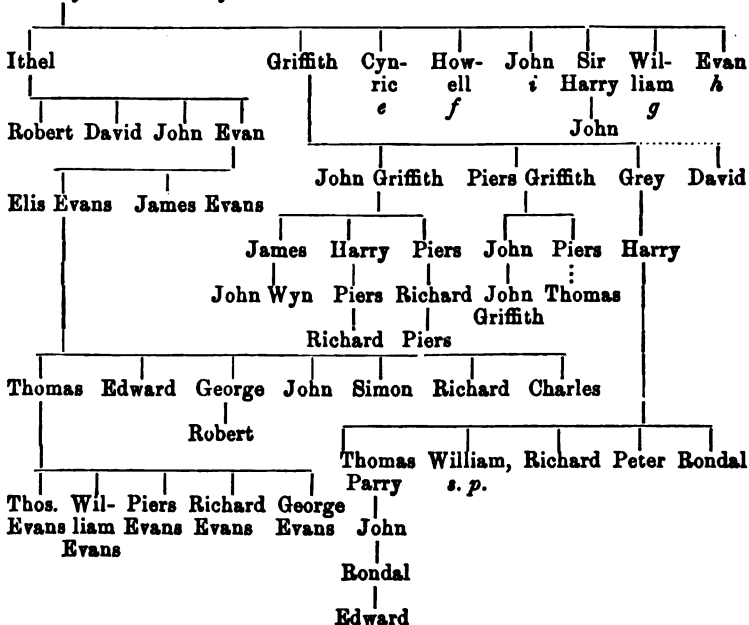 Ithel Griffith Cyn- How- John Sir Wil- Evan
ric ell i Harry liam h
e f g
John
Robert David John Evan
John Griffith Piers Griffith Grey David
Elis Evans James Evans
James Harry Piers John Piers Harry
John Wyn Piers Richard John Thomas
Griffith
Richard Piers
Thomas Edward George John Simon Richard Charles
Robert
Thomas William, Richard Peter Rondal
Parry s. p.
Thos. Wil- Piers Richard George
Evans liam Evans Evans Evans John
Evans
Rondal
Edward